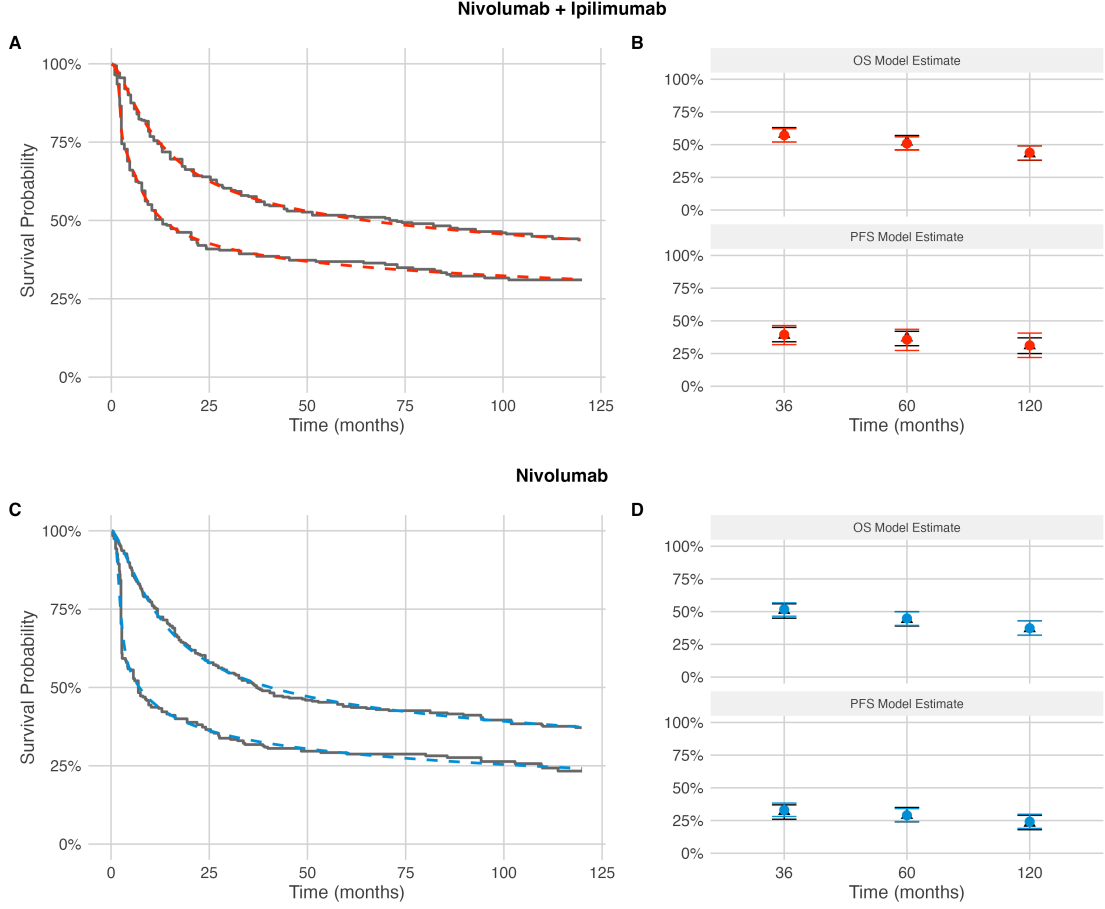 Nivolumab + Ipilimumab
A
100%
75%
50%
25%
0%
Survival Probability
0 25 50 75 100 125
Time (months)
B
OS Model Estimate
100%
75%
50%
25%
0%
PFS Model Estimate
100%
75%
50%
25%
0%
36 60 120
Time (months)
Nivolumab
C
100%
75%
50%
25%
0%
Survival Probability
0 25 50 75 100 125
Time (months)
D
OS Model Estimate
100%
75%
50%
25%
0%
PFS Model Estimate
100%
75%
50%
25%
0%
36 60 120
Time (months)